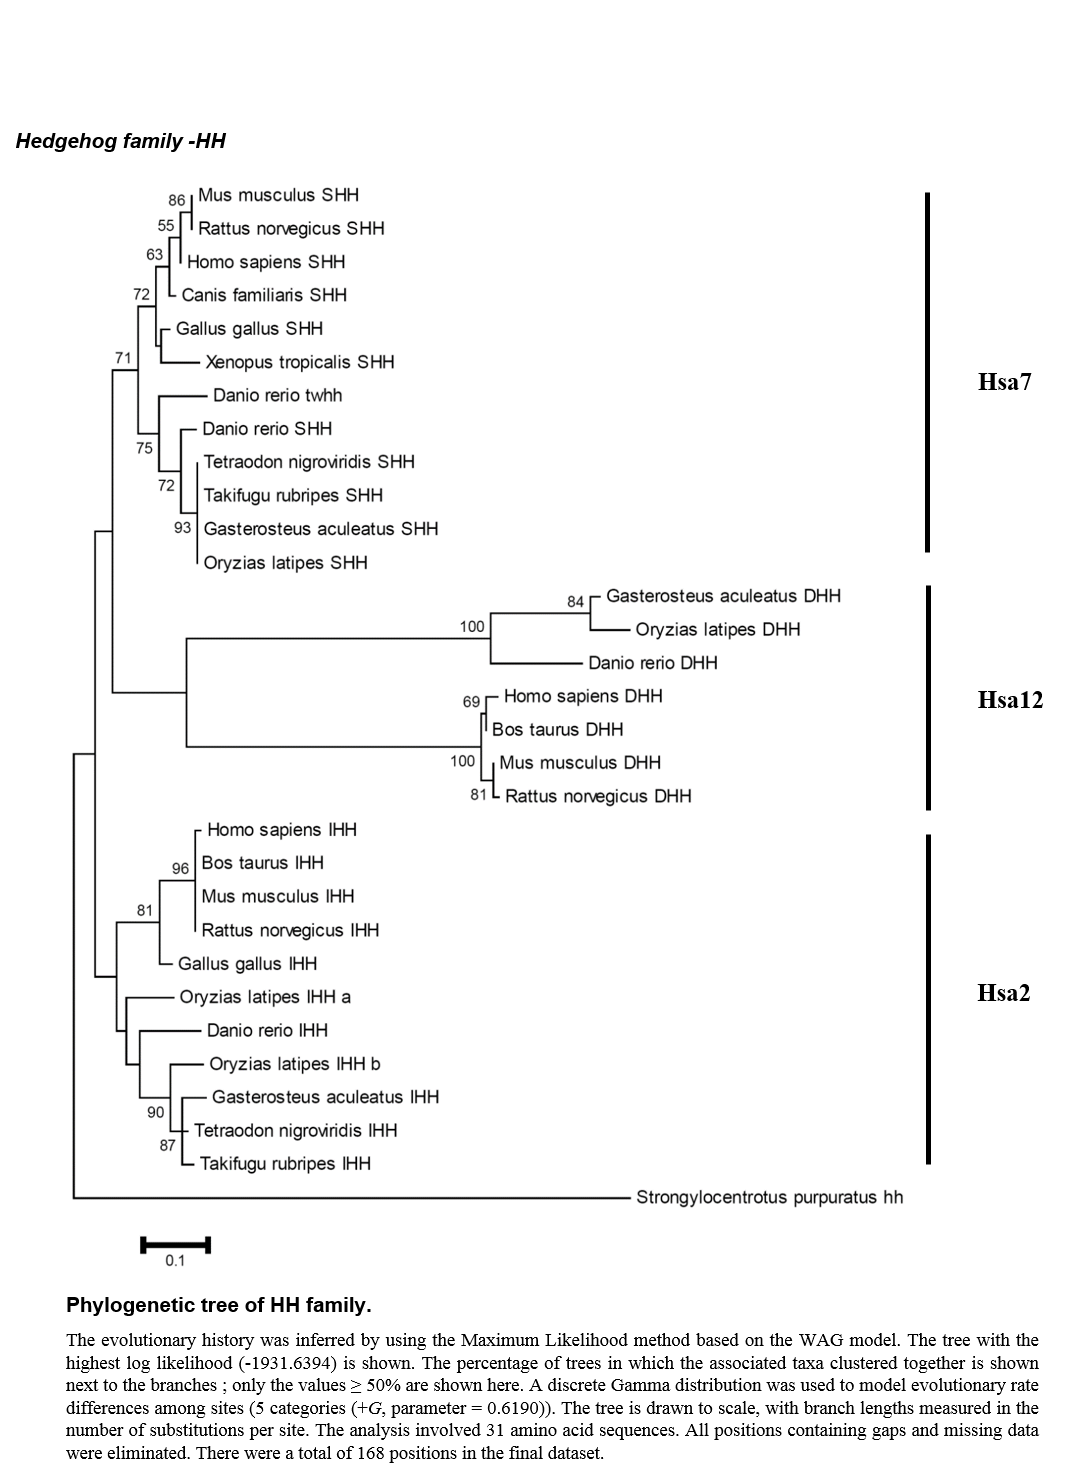 Hedgehog family -HH
86
Mus musculus SHH
55
Rattus norvegicus SHH
63
Homo sapiens SHH
72
Canis familiaris SHH
Gallus gallus SHH
71
Xenopus tropicalis SHH
Hsa7
Danio rerio twhh
75
Danio rerio SHH
Tetraodon nigroviridis SHH
72
Takifugu rubripes SHH
93
Gasterosteus aculeatus SHH
Oryzias latipes SHH
84
Gasterosteus aculeatus DHH
100
Oryzias latipes DHH
Danio rerio DHH
69
Homo sapiens DHH
Hsa12
Bos taurus DHH
100
Mus musculus DHH
81
Rattus norvegicus DHH
Homo sapiens IHH
96
Bos taurus IHH
Mus musculus IHH
81
Rattus norvegicus IHH
Gallus gallus IHH
Oryzias latipes IHH a
Hsa2
Danio rerio IHH
Oryzias latipes IHH b
90
Gasterosteus aculeatus IHH
87
Tetraodon nigroviridis IHH
Takifugu rubripes IHH
Strongylocentrotus purpuratus hh
0.1
Phylogenetic tree of HH family.
The evolutionary history was inferred by using the Maximum Likelihood method based on the WAG model. The tree with the
highest log likelihood (-1931.6394) is shown. The percentage of trees in which the associated taxa clustered together is shown
next to the branches ; only the values ≥ 50% are shown here. A discrete Gamma distribution was used to model evolutionary rate
differences among sites (5 categories (+G, parameter = 0.6190)). The tree is drawn to scale, with branch lengths measured in the
number of substitutions per site. The analysis involved 31 amino acid sequences. All positions containing gaps and missing data
were eliminated. There were a total of 168 positions in the final dataset.